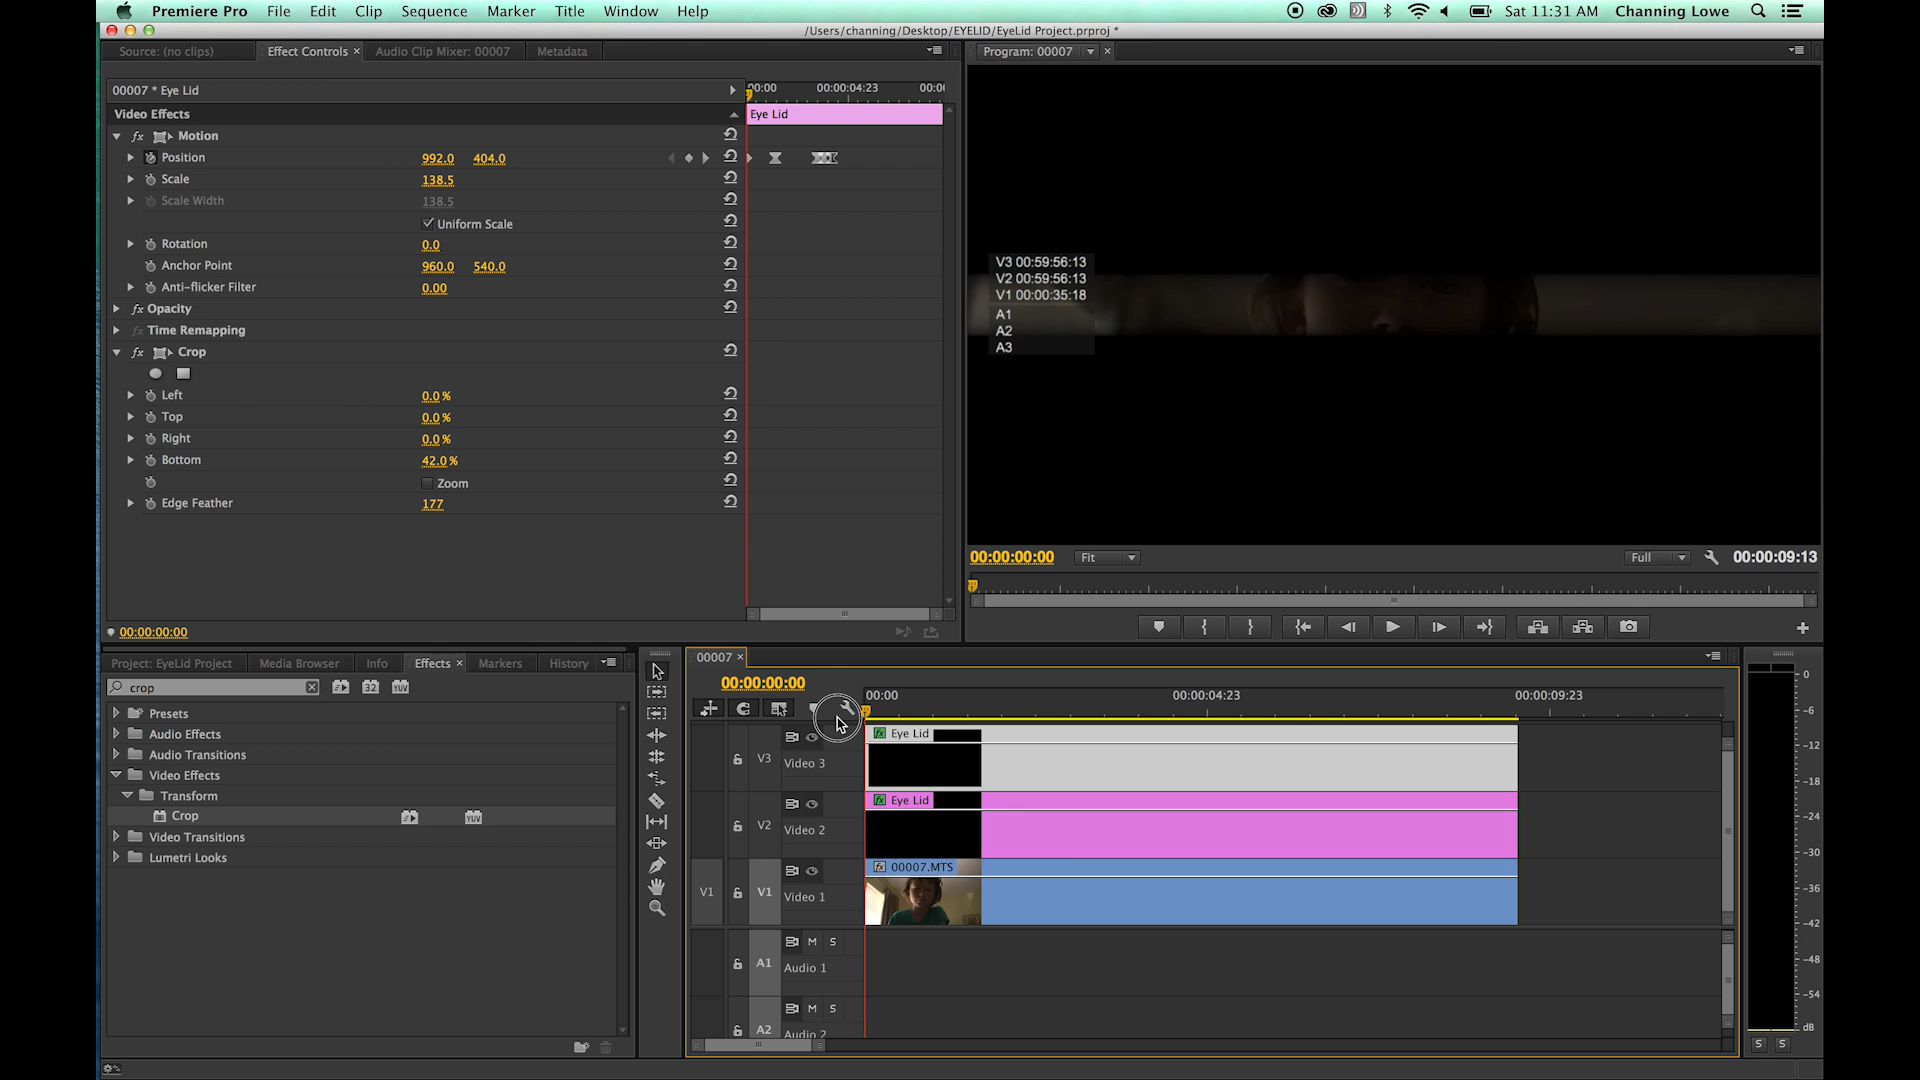 Premiere Pro File Edit Clip Sequence Marker Title Window Help Sat 11:31 AM Channing Lowe
/Users/channing/Desktop/EYELID/EyeLid Project.prproj *
Source: (no clips) Effect Controls × Audio Clip Mixer: 00007 Metadata
00007 * Eye Lid
00:00 00:00:04:23 00:00
Video Effects
Eye Lid
fx Motion
Position 992.0 404.0
Scale 138.5
Scale Width 138.5
Uniform Scale
Rotation 0.0
Anchor Point 960.0 540.0
Anti-flicker Filter 0.00
fx Opacity
fx Time Remapping
fx Crop
Left 0.0 %
Top 0.0 %
Right 0.0 %
Bottom 42.0 %
Zoom
Edge Feather 177
00:00:00:00
Program: 00007 ×
V3 00:59:56:13
V2 00:59:56:13
V1 00:00:35:18
A1
A2
A3
00:00:00:00 Fit Full 00:00:09:13
Project: EyeLid Project Media Browser Info Effects × Markers History
crop 32 YUV
Presets
Audio Effects
Audio Transitions
Video Effects
Transform
Crop YUV
Video Transitions
Lumetri Looks
00007 ×
00:00:00:00
00:00 00:00:04:23 00:00:09:23
V3 Video 3 fx Eye Lid
V2 Video 2 fx Eye Lid
V1 V1 Video 1 fx 00007.MTS
A1 M S Audio 1
A2 M S Audio 2
0
-6
-12
-18
-24
-30
-36
-42
-48
-54
dB
S S